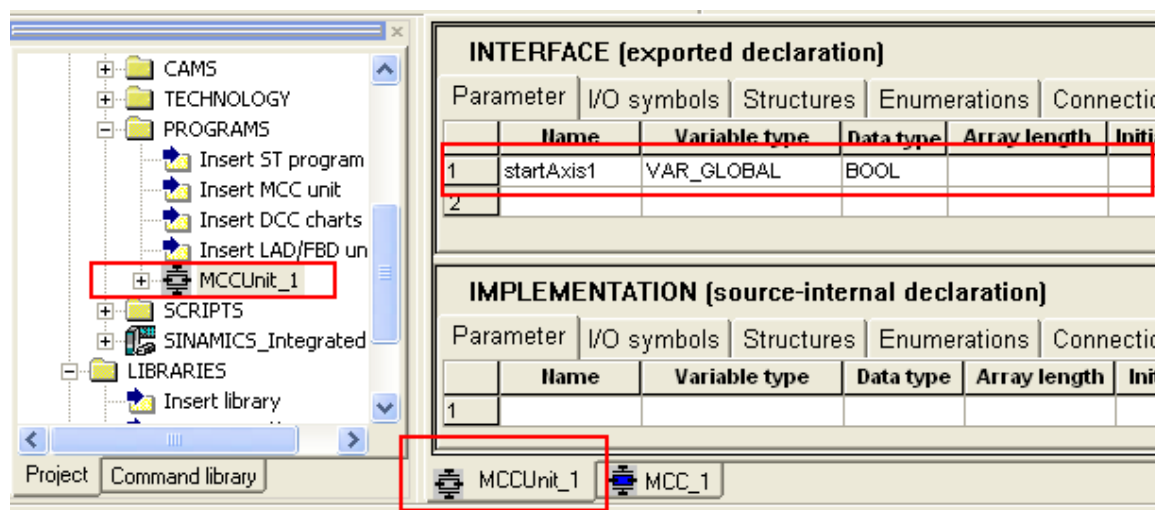 CAMS
TECHNOLOGY
PROGRAMS
Insert ST program
Insert MCC unit
Insert DCC charts
Insert LAD/FBD un
MCCUnit_1
SCRIPTS
SINAMICS_Integrated
LIBRARIES
Insert library
Project Command library
INTERFACE (exported declaration)
Parameter I/O symbols Structures Enumerations Connectio
Name Variable type Data type Array length Initi
1 startAxis1 VAR_GLOBAL BOOL
2
IMPLEMENTATION (source-internal declaration)
Parameter I/O symbols Structures Enumerations Connectio
Name Variable type Data type Array length Init
1
MCCUnit_1 MCC_1